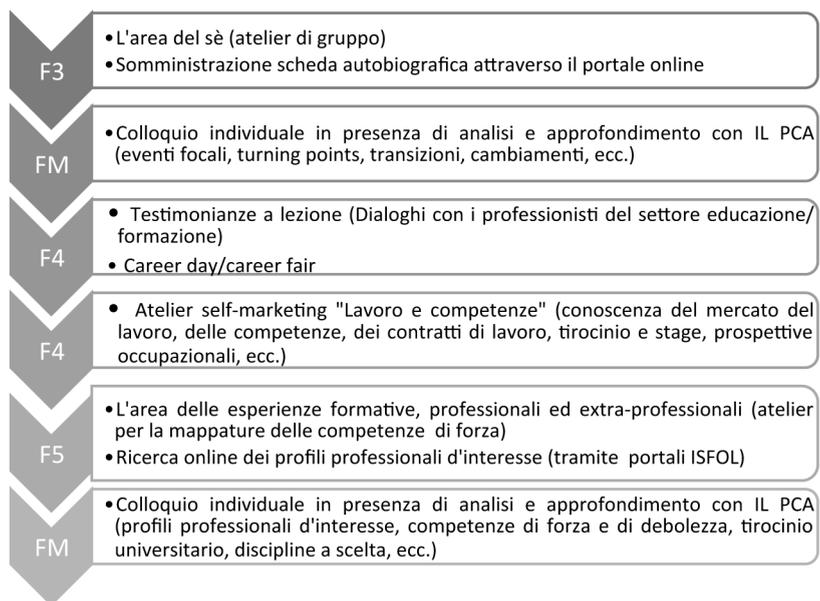 F3
•L'area del sè (atelier di gruppo)
•Somministrazione scheda autobiografica attraverso il portale online
FM
•Colloquio individuale in presenza di analisi e approfondimento con IL PCA
(eventi focali, turning points, transizioni, cambiamenti, ecc.)
F4
• Testimonianze a lezione (Dialoghi con i professionisti del settore educazione/
formazione)
• Career day/career fair
F4
• Atelier self-marketing "Lavoro e competenze" (conoscenza del mercato del
lavoro, delle competenze, dei contratti di lavoro, tirocinio e stage, prospettive
occupazionali, ecc.)
F5
•L'area delle esperienze formative, professionali ed extra-professionali (atelier
per la mappature delle competenze di forza)
•Ricerca online dei profili professionali d'interesse (tramite portali ISFOL)
FM
•Colloquio individuale in presenza di analisi e approfondimento con IL PCA
(profili professionali d'interesse, competenze di forza e di debolezza, tirocinio
universitario, discipline a scelta, ecc.)